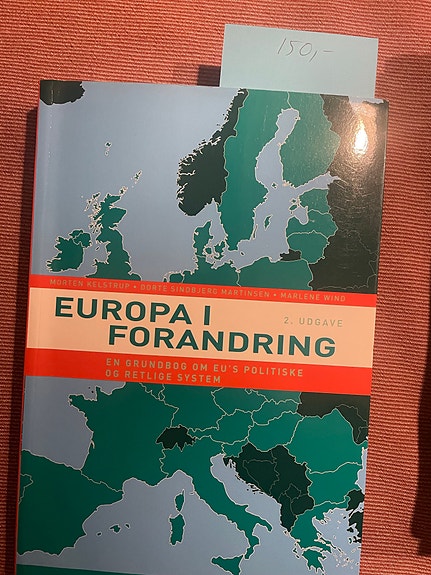 150,-
MORTEN KELSTRUP • DORTE SINDBJERG MARTINSEN • MARLENE WIND
EUROPA I
FORANDRING
2. UDGAVE
EN GRUNDBOG OM EU'S POLITISKE
OG RETLIGE SYSTEM